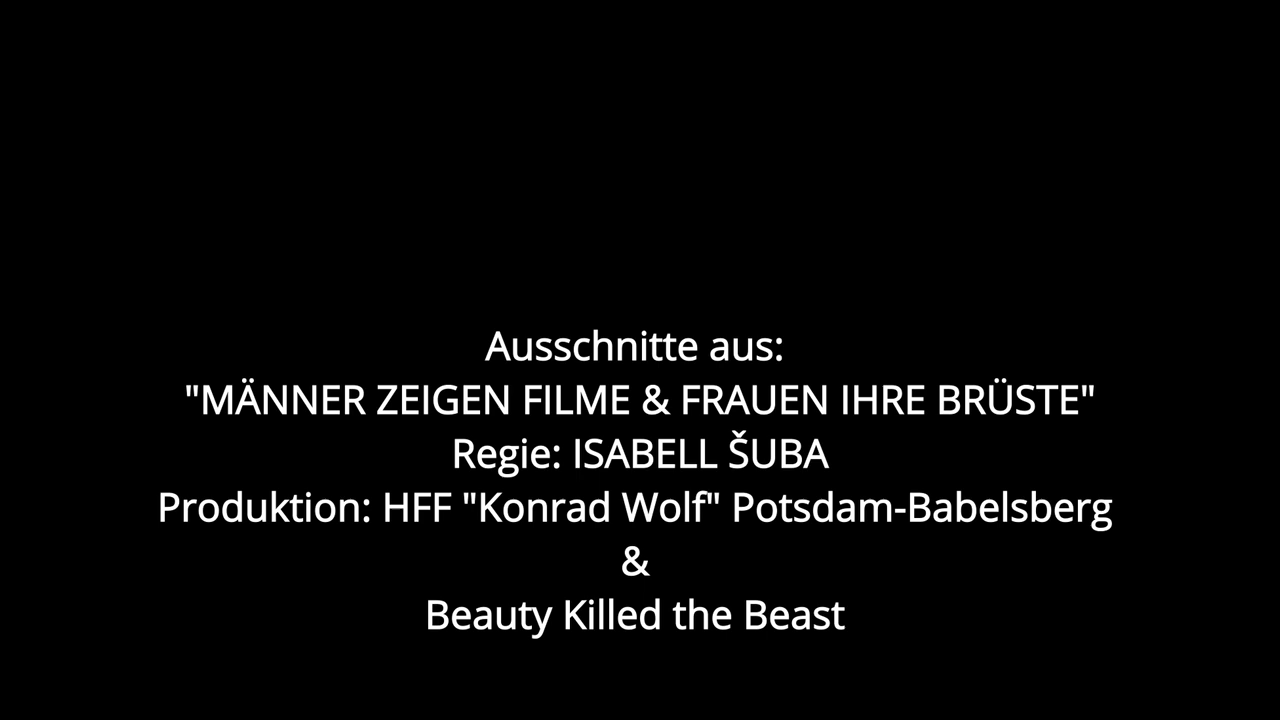 Ausschnitte aus:
"MÄNNER ZEIGEN FILME & FRAUEN IHRE BRÜSTE"
Regie: ISABELL ŠUBA
Produktion: HFF "Konrad Wolf" Potsdam-Babelsberg
&
Beauty Killed the Beast